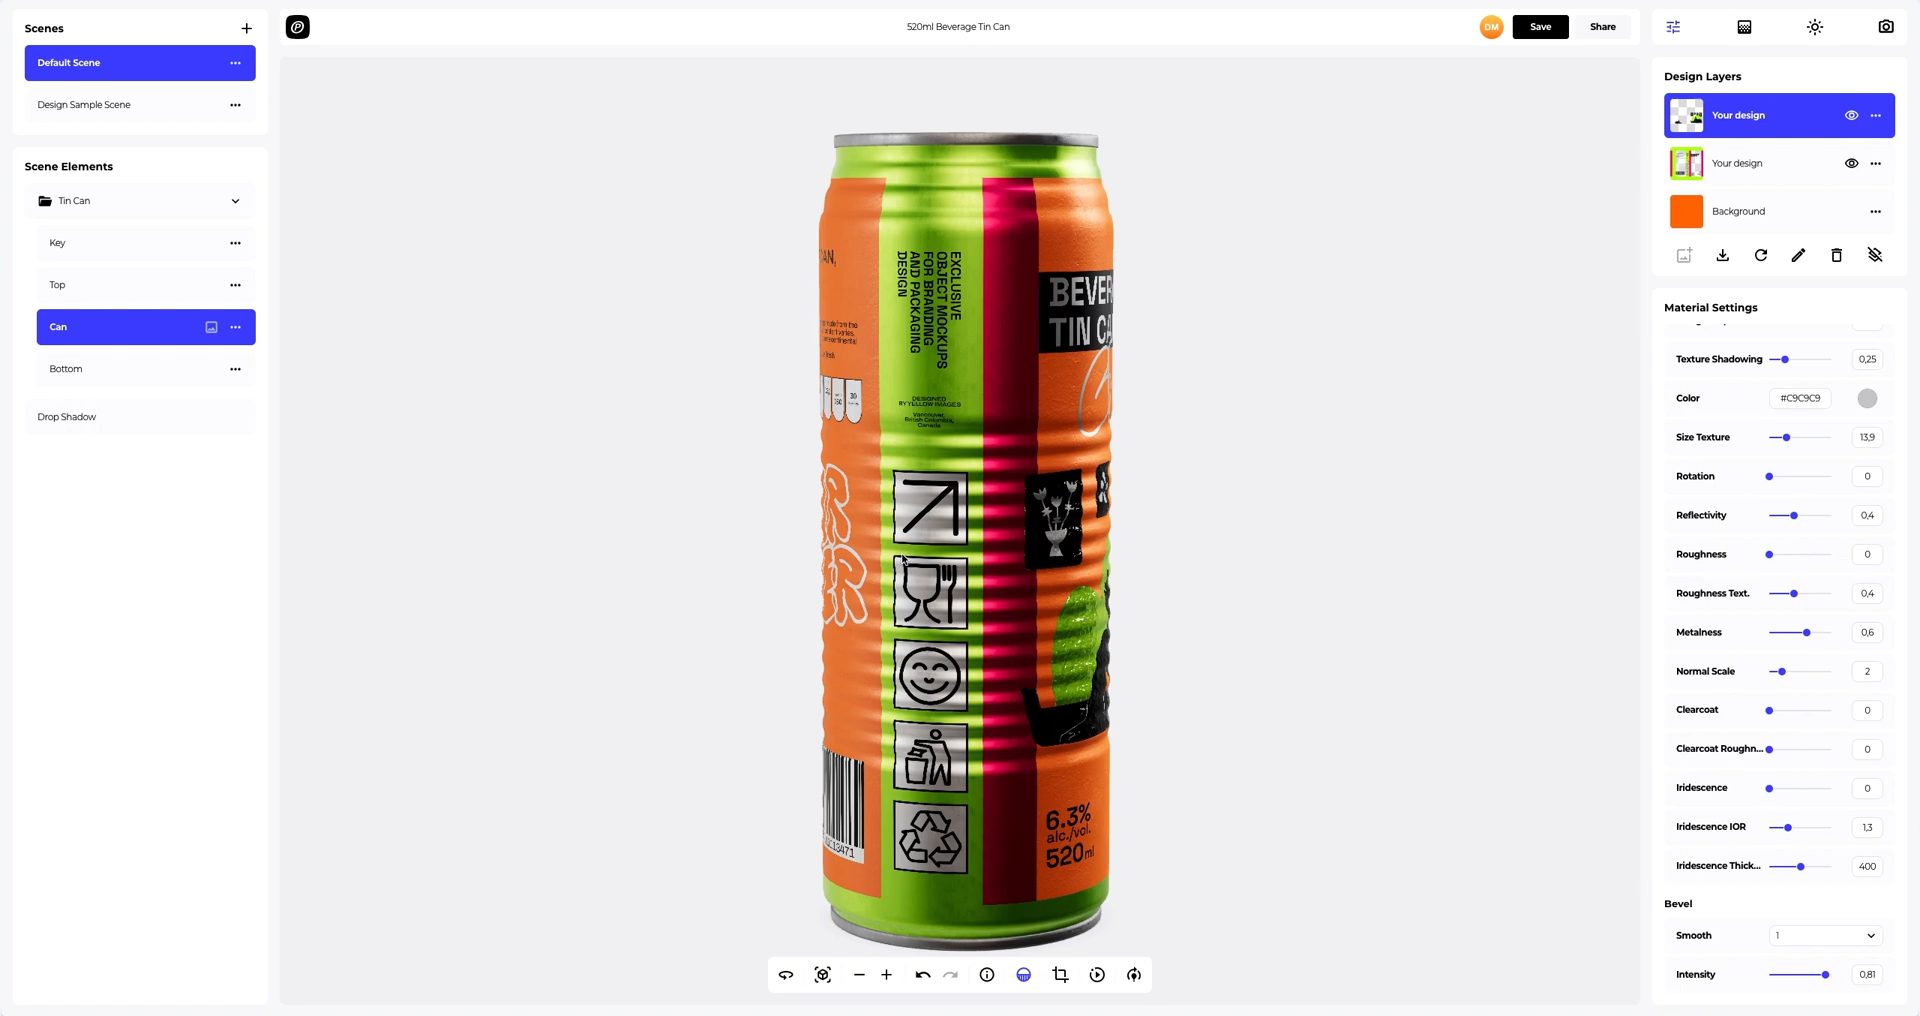 Scenes
Default Scene
Design Sample Scene
Scene Elements
Tin Can
Key
Top
Can
Bottom
Drop Shadow
520ml Beverage Tin Can
DM
Save
Share
EXCLUSIVE
OBJECT MOCKUPS
FOR BRANDING
AND PACKAGING
DESIGN
DESIGNED
BY YELLOW IMAGES
Vancouver,
British Columbia,
Canada
BEVER
TIN CA
6.3%
alc./vol.
520ml
Design Layers
Your design
Your design
Background
Material Settings
Texture Shadowing 0,25
Color #C9C9C9
Size Texture 13,9
Rotation 0
Reflectivity 0,4
Roughness 0
Roughness Text. 0,4
Metalness 0,6
Normal Scale 2
Clearcoat 0
Clearcoat Roughn... 0
Iridescence 0
Iridescence IOR 1,3
Iridescence Thick... 400
Bevel
Smooth 1
Intensity 0,81